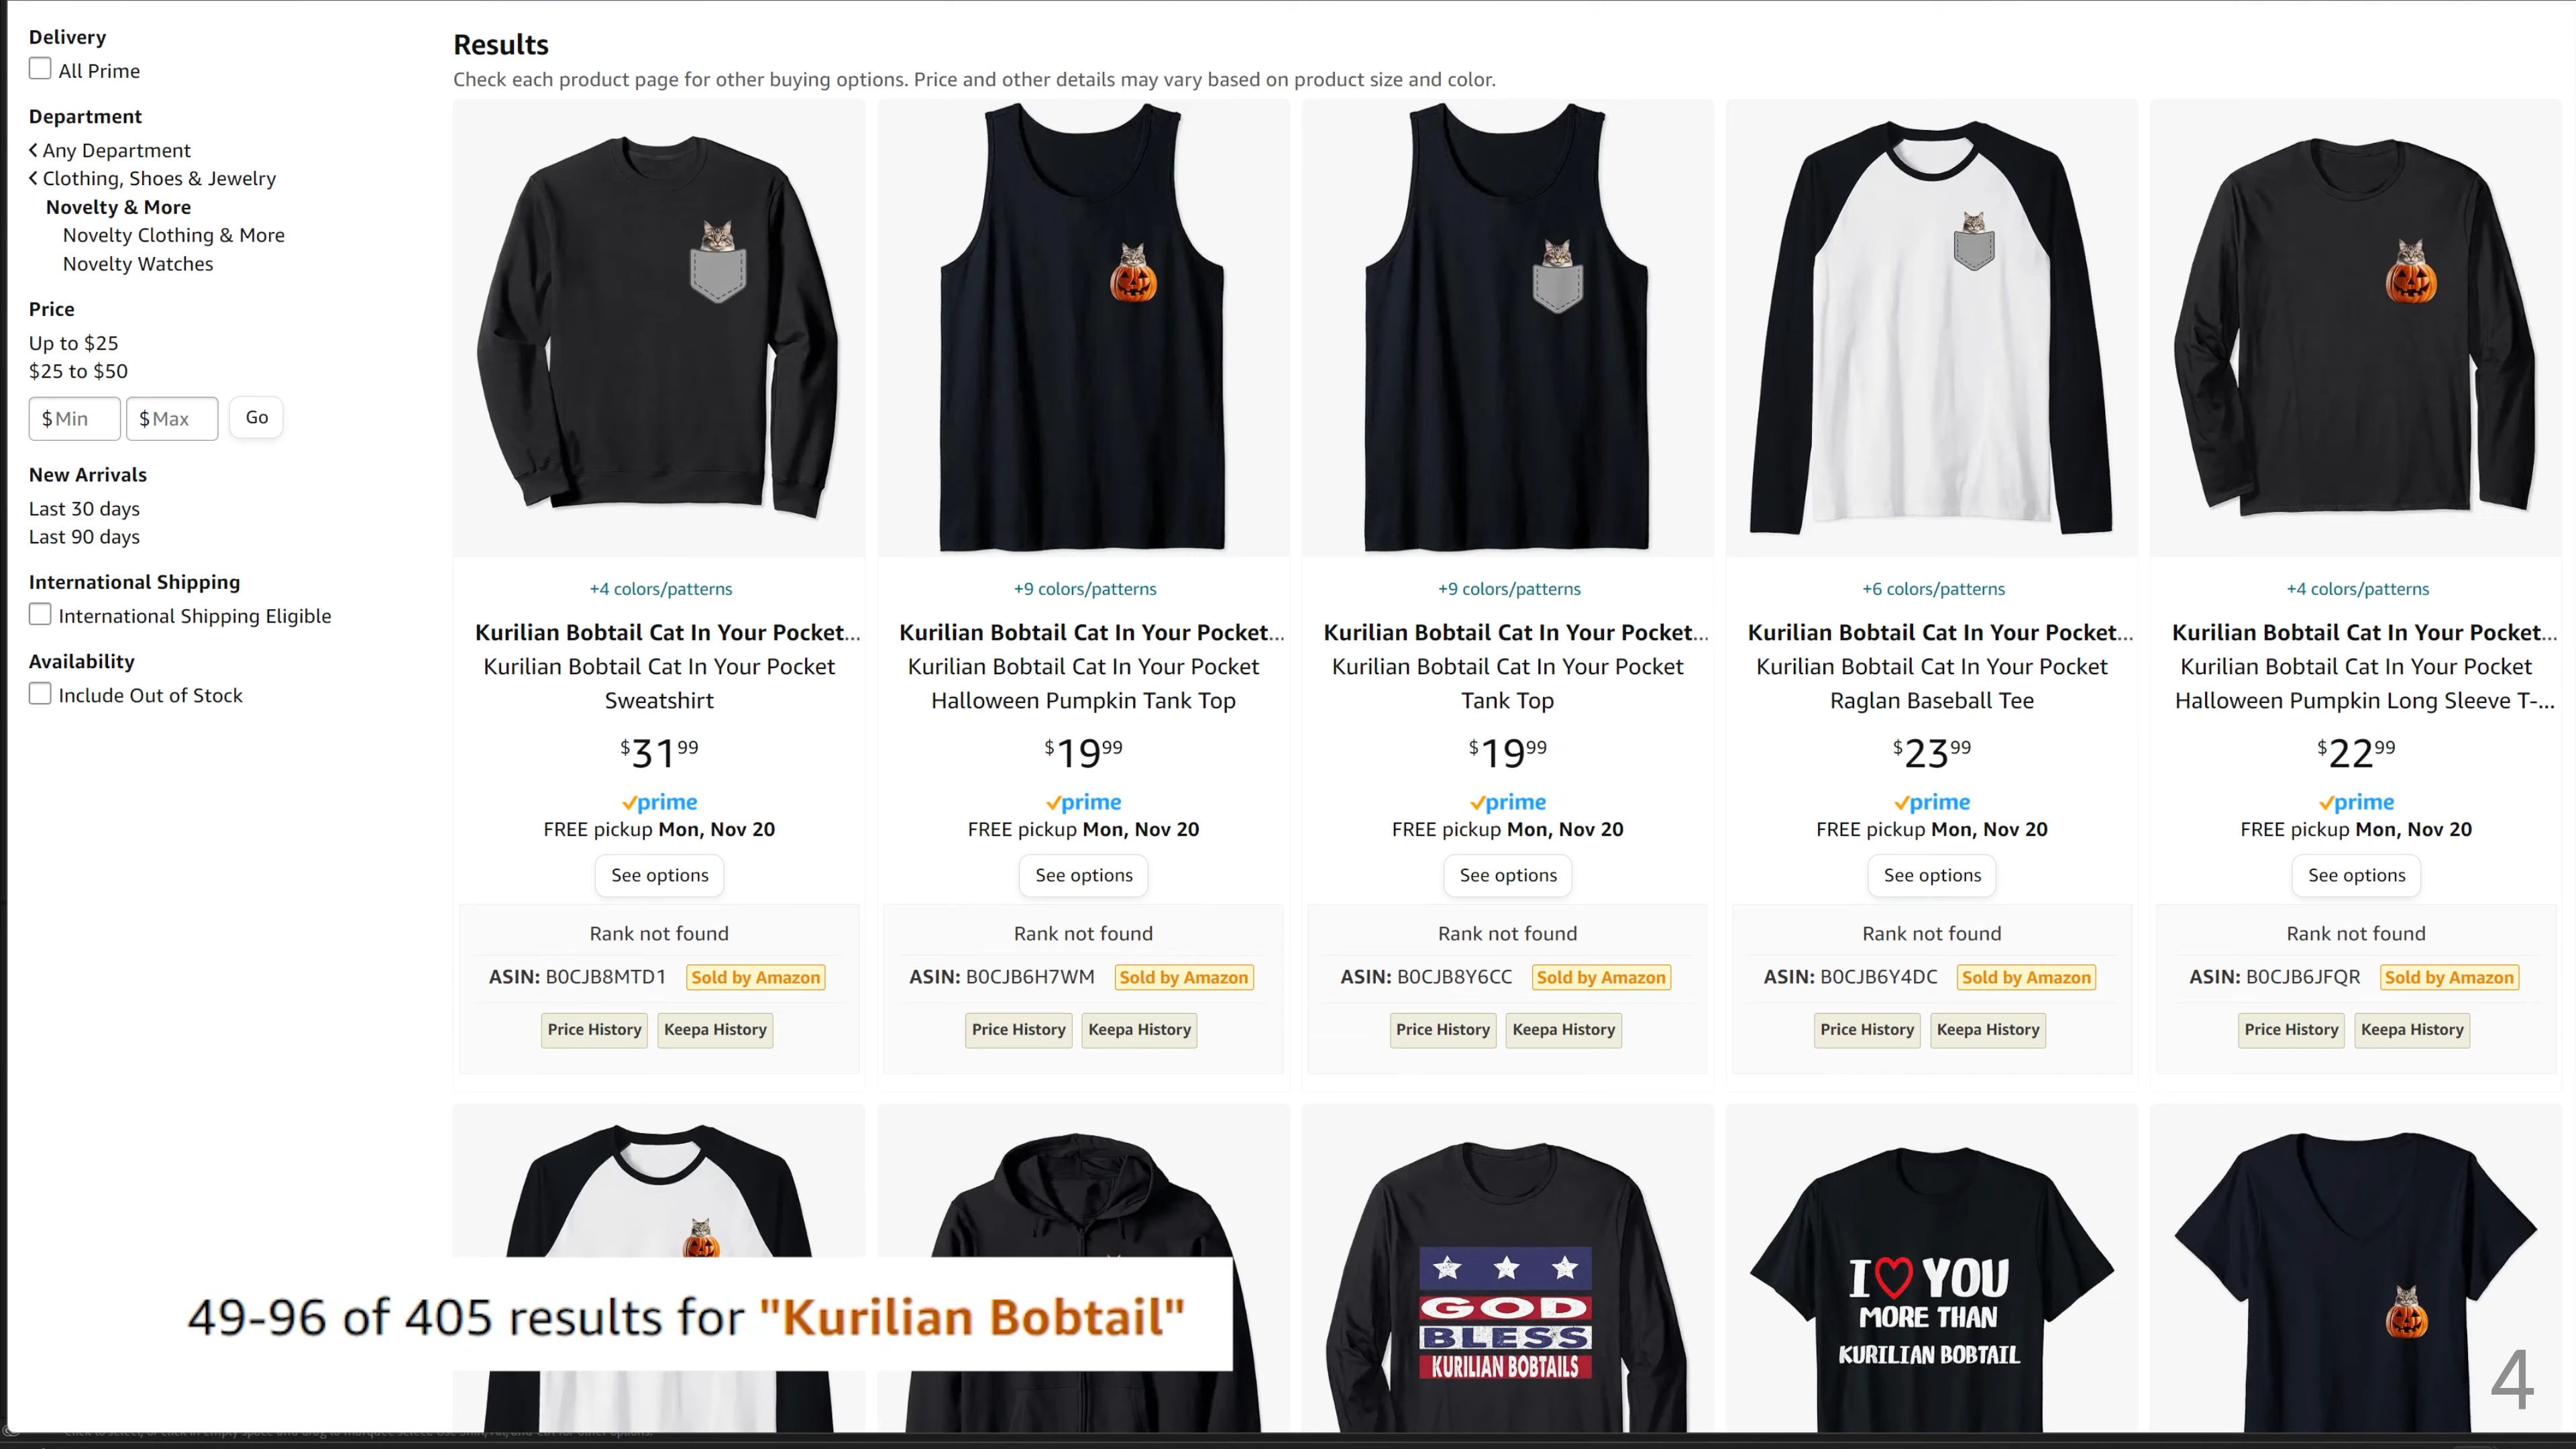 Delivery
All Prime
Department
Any Department
Clothing, Shoes & Jewelry
Novelty & More
Novelty Clothing & More
Novelty Watches
Price
Up to $25
$25 to $50
$ Min $ Max Go
New Arrivals
Last 30 days
Last 90 days
International Shipping
International Shipping Eligible
Availability
Include Out of Stock
Results
Check each product page for other buying options. Price and other details may vary based on product size and color.
+4 colors/patterns
Kurilian Bobtail Cat In Your Pocket...
Kurilian Bobtail Cat In Your Pocket
Sweatshirt
$31.99
prime
FREE pickup Mon, Nov 20
See options
Rank not found
ASIN: B0CJB8MTD1 Sold by Amazon
Price History Keepa History
+9 colors/patterns
Kurilian Bobtail Cat In Your Pocket...
Kurilian Bobtail Cat In Your Pocket
Halloween Pumpkin Tank Top
$19.99
prime
FREE pickup Mon, Nov 20
See options
Rank not found
ASIN: B0CJB6H7WM Sold by Amazon
Price History Keepa History
+9 colors/patterns
Kurilian Bobtail Cat In Your Pocket...
Kurilian Bobtail Cat In Your Pocket
Tank Top
$19.99
prime
FREE pickup Mon, Nov 20
See options
Rank not found
ASIN: B0CJB8Y6CC Sold by Amazon
Price History Keepa History
+6 colors/patterns
Kurilian Bobtail Cat In Your Pocket...
Kurilian Bobtail Cat In Your Pocket
Raglan Baseball Tee
$23.99
prime
FREE pickup Mon, Nov 20
See options
Rank not found
ASIN: B0CJB6Y4DC Sold by Amazon
Price History Keepa History
+4 colors/patterns
Kurilian Bobtail Cat In Your Pocket...
Kurilian Bobtail Cat In Your Pocket
Halloween Pumpkin Long Sleeve T-...
$22.99
prime
FREE pickup Mon, Nov 20
See options
Rank not found
ASIN: B0CJB6JFQR Sold by Amazon
Price History Keepa History
49-96 of 405 results for "Kurilian Bobtail"
GOD
BLESS
KURILIAN BOBTAILS
I YOU
MORE THAN
KURILIAN BOBTAIL
4